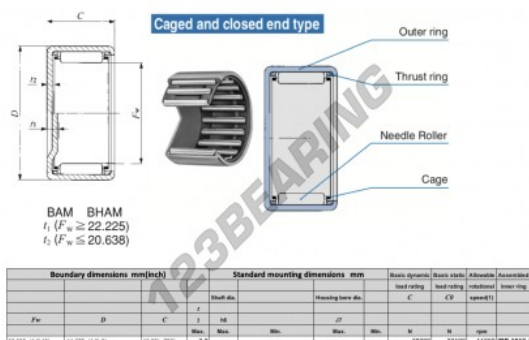 Caged and closed end type
C
t2
D
t1
Fw
Outer ring
Thrust ring
Needle Roller
Cage
BAM BHAM
t1 (Fw ≧ 22.225)
t2 (Fw ≦ 20.638)
123BEARING
Boundary dimensions mm(inch) Standard mounting dimensions mm Basic dynamic Basic static Allowable Assembled
load rating load rating rotational inner ring
Shaft dia. Housing bore dia. C C0 speed(1)
t
Fw D C 1 h6 J7
Max. Max. Min. Max. Min. N N rpm